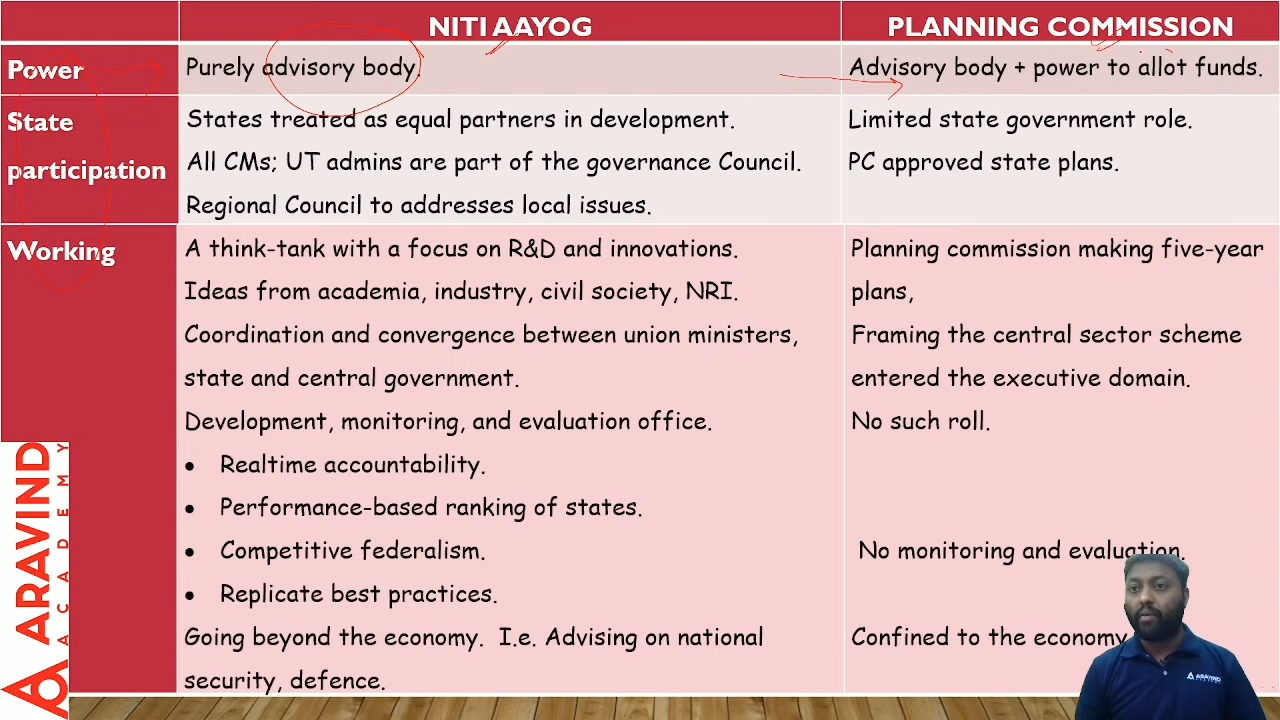 NITI AAYOG
PLANNING COMMISSION
Power
Purely advisory body.
Advisory body + power to allot funds.
State
participation
States treated as equal partners in development.
All CMs; UT admins are part of the governance Council.
Regional Council to addresses local issues.
Limited state government role.
PC approved state plans.
Working
A think-tank with a focus on R&D and innovations.
Ideas from academia, industry, civil society, NRI.
Coordination and convergence between union ministers,
state and central government.
Development, monitoring, and evaluation office.
• Realtime accountability.
• Performance-based ranking of states.
• Competitive federalism.
• Replicate best practices.
Going beyond the economy. I.e. Advising on national
security, defence.
Planning commission making five-year
plans,
Framing the central sector scheme
entered the executive domain.
No such roll.
No monitoring and evaluation.
Confined to the economy
ARAVIND
ACADEMY
ARAVIND